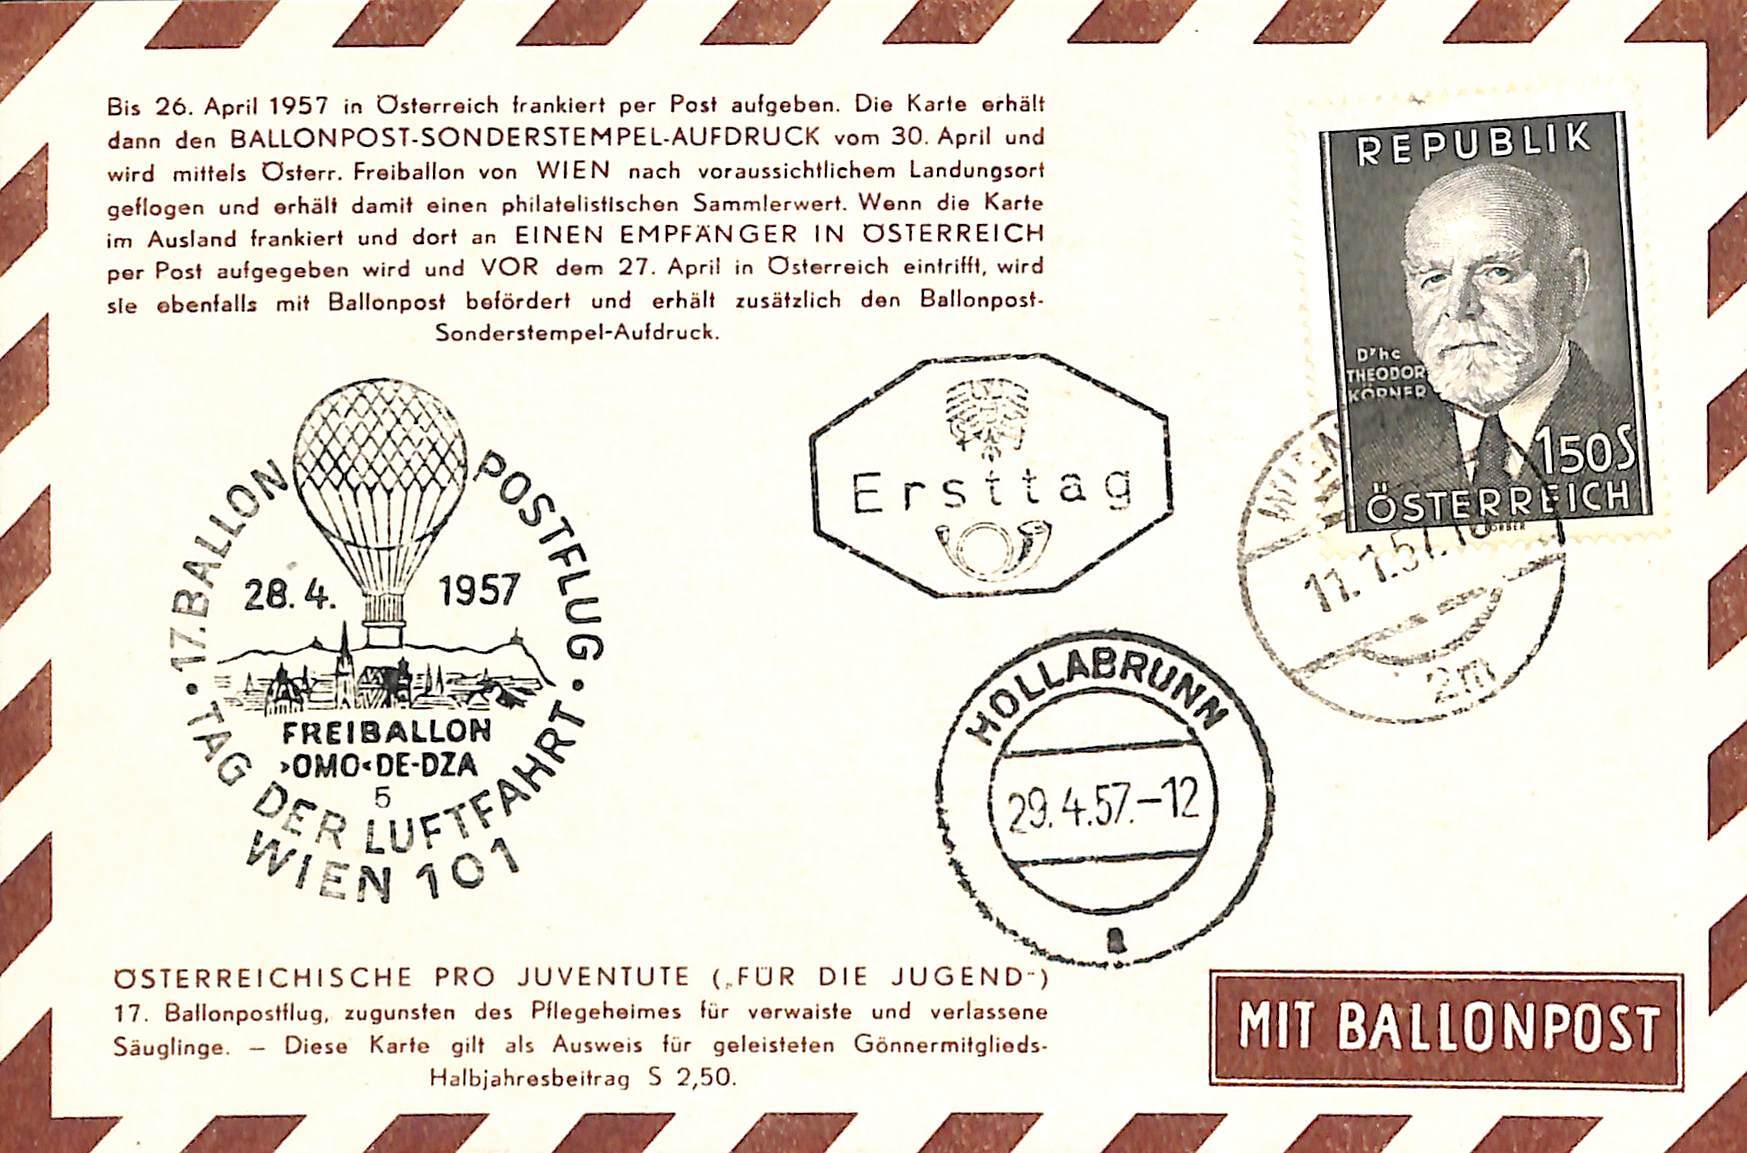 Bis 26. April 1957 in Österreich frankiert per Post aufgeben. Die Karte erhält
dann den BALLONPOST-SONDERSTEMPEL-AUFDRUCK vom 30. April und
wird mittels Österr. Freiballon von WIEN nach voraussichtlichem Landungsort
geflogen und erhält damit einen philatelistischen Sammlerwert. Wenn die Karte
im Ausland frankiert und dort an EINEN EMPFÄNGER IN ÖSTERREICH
per Post aufgegeben wird und VOR dem 27. April in Österreich eintrifft, wird
sie ebenfalls mit Ballonpost befördert und erhält zusätzlich den Ballonpost-
Sonderstempel-Aufdruck.
REPUBLIK
Dr hc
THEODOR
KÖRNER
1.50 S
ÖSTERREICH
WIEN
11.1.57.
2m
Ersttag
17. BALLON POSTFLUG
28.4. 1957
FREIBALLON
›OMO‹ DE-DZA
5
TAG DER LUFTFAHRT
WIEN 101
HOLLABRUNN
29.4.57.-12
a
ÖSTERREICHISCHE PRO JUVENTUTE („FÜR DIE JUGEND“)
17. Ballonpostflug, zugunsten des Pflegeheimes für verwaiste und verlassene
Säuglinge. — Diese Karte gilt als Ausweis für geleisteten Gönnermitglieds-
Halbjahresbeitrag S 2,50.
MIT BALLONPOST